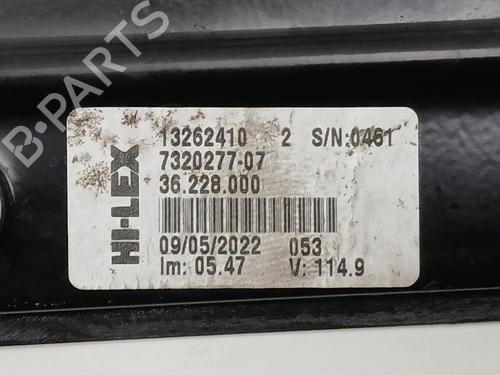 B-PARTS
HI-LEX
13262410 2 S/N:0461
7320277.07
36.228.000
09/05/2022 053
Im: 05.47 V: 114.9